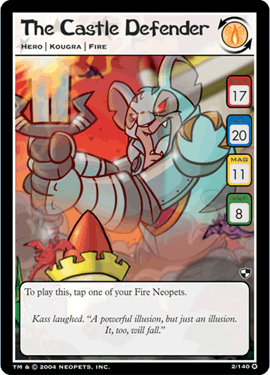 The Castle Defender
Hero | Kougra | Fire
17
20
MAG
11
8
To play this, tap one of your Fire Neopets.
Kass laughed. “A powerful illusion, but just an illusion.
It, too, will fall.”
TM & © 2004 NEOPETS, INC.
2/140